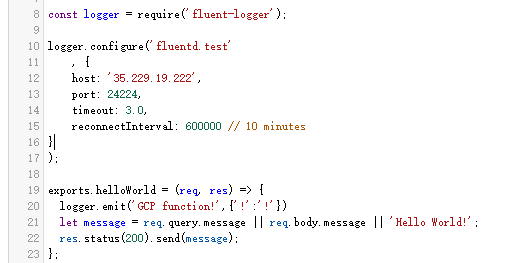 8 const logger = require('fluent-logger');
9
10 logger.configure('fluentd.test'
11 , {
12 host: '35.229.19.222',
13 port: 24224,
14 timeout: 3.0,
15 reconnectInterval: 600000 // 10 minutes
16 }
17 );
18
19 exports.helloWorld = (req, res) => {
20 logger.emit('GCP function!',{'!':'!'})
21 let message = req.query.message || req.body.message || 'Hello World!';
22 res.status(200).send(message);
23 };